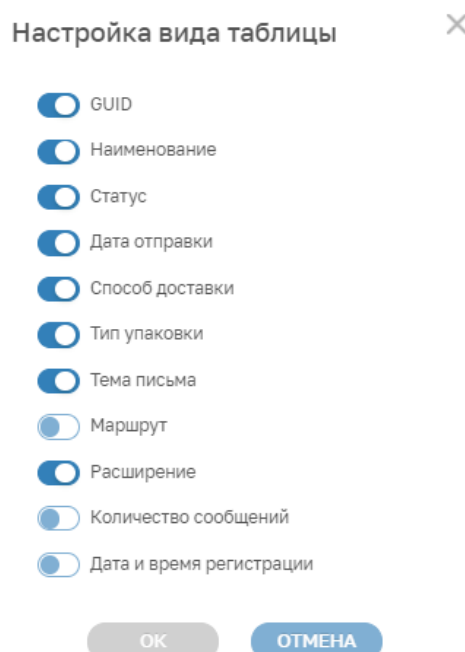 Настройка вида таблицы
GUID
Наименование
Статус
Дата отправки
Способ доставки
Тип упаковки
Тема письма
Маршрут
Расширение
Количество сообщений
Дата и время регистрации
ОК ОТМЕНА